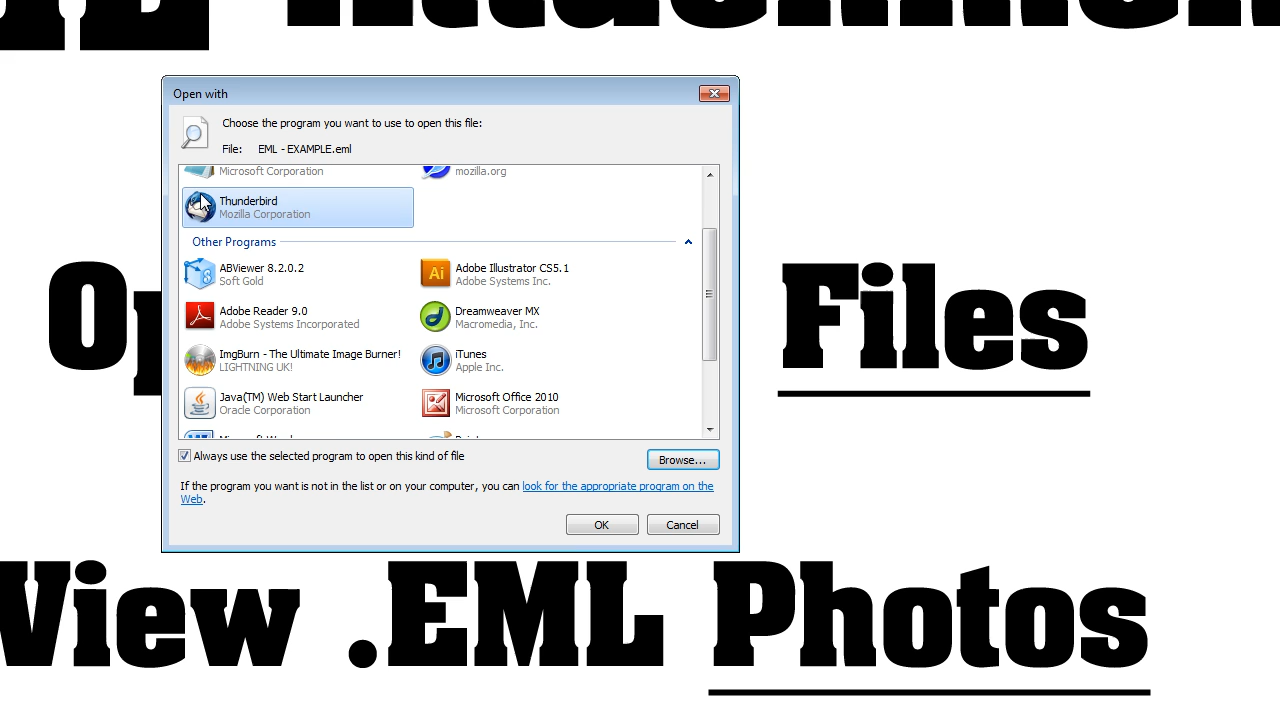 Open with
Choose the program you want to use to open this file:
File: EML - EXAMPLE.eml
Microsoft Corporation
mozilla.org
Thunderbird
Mozilla Corporation
Other Programs
ABViewer 8.2.0.2
Soft Gold
Adobe Illustrator CS5.1
Adobe Systems Inc.
Adobe Reader 9.0
Adobe Systems Incorporated
Dreamweaver MX
Macromedia, Inc.
ImgBurn - The Ultimate Image Burner!
LIGHTNING UK!
iTunes
Apple Inc.
Java(TM) Web Start Launcher
Oracle Corporation
Microsoft Office 2010
Microsoft Corporation
Always use the selected program to open this kind of file
Browse...
If the program you want is not in the list or on your computer, you can look for the appropriate program on the
Web.
OK
Cancel
Files
View .EML Photos